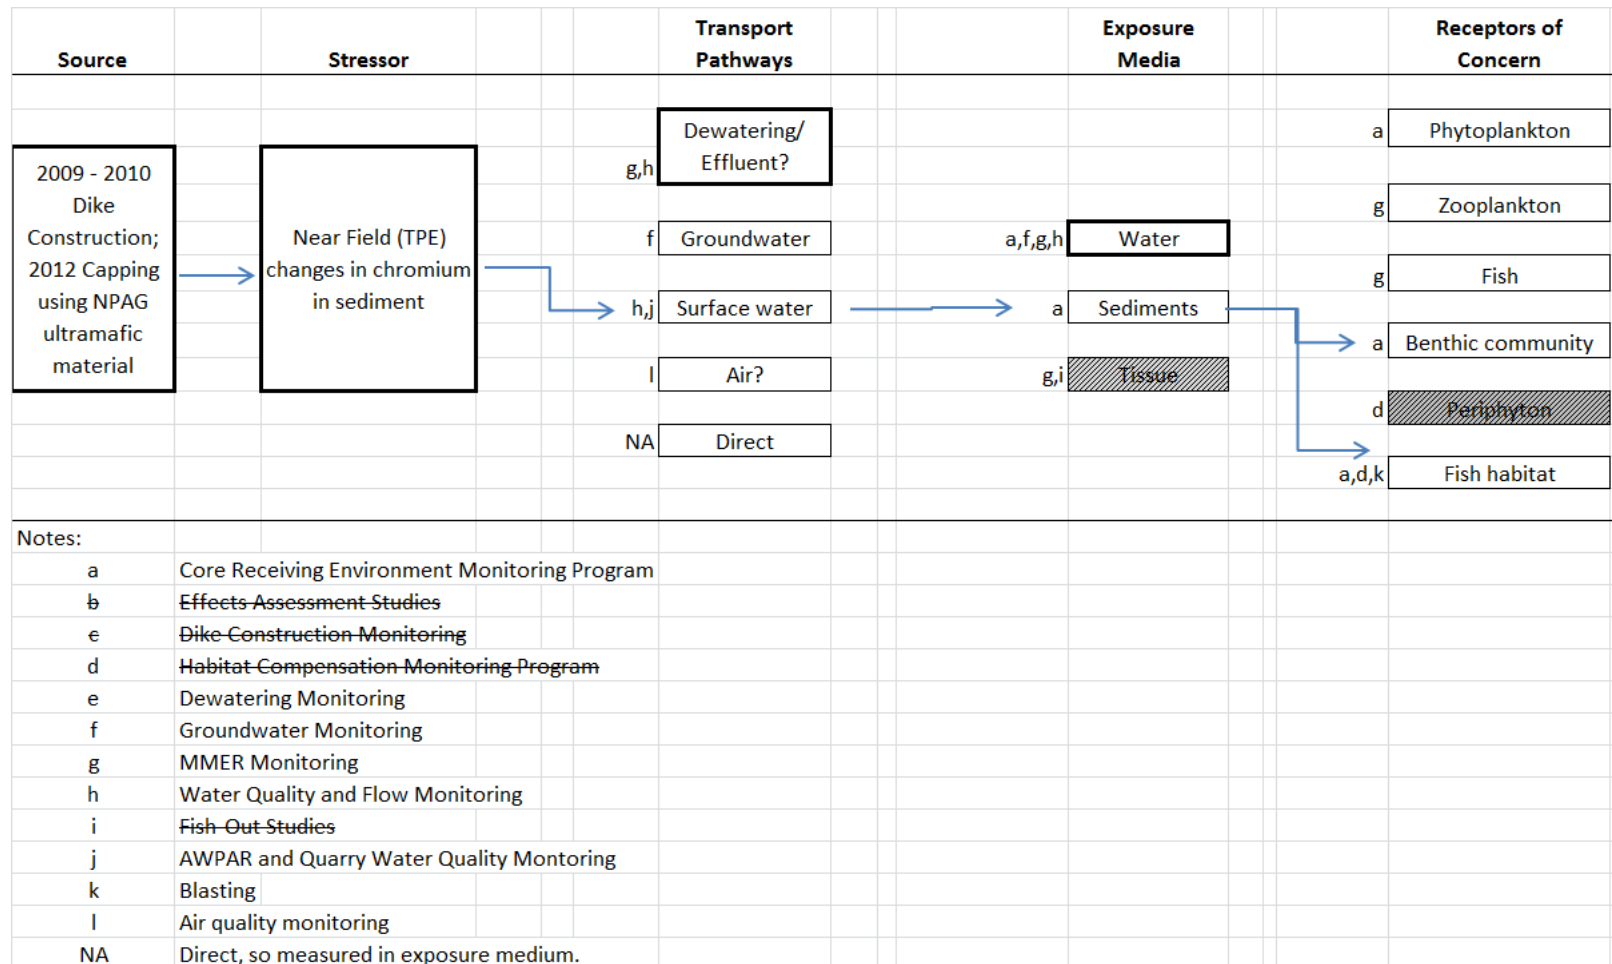 Source
Stressor
Transport
Pathways
Exposure
Media
Receptors of
Concern
2009 - 2010
Dike
Construction;
2012 Capping
using NPAG
ultramafic
material
Near Field (TPE)
changes in chromium
in sediment
g,h
Dewatering/
Effluent?
f Groundwater
h,j Surface water
l Air?
NA Direct
a,f,g,h Water
a Sediments
g,i Tissue
a Phytoplankton
g Zooplankton
g Fish
a Benthic community
d Periphyton
a,d,k Fish habitat
Notes:
a Core Receiving Environment Monitoring Program
b Effects Assessment Studies
c Dike Construction Monitoring
d Habitat Compensation Monitoring Program
e Dewatering Monitoring
f Groundwater Monitoring
g MMER Monitoring
h Water Quality and Flow Monitoring
i Fish-Out Studies
j AWPAR and Quarry Water Quality Montoring
k Blasting
l Air quality monitoring
NA Direct, so measured in exposure medium.